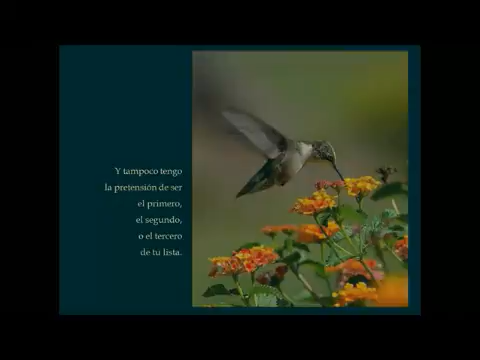 Y tampoco tengo
la pretensión de ser
el primero,
el segundo,
o el tercero
de tu lista.